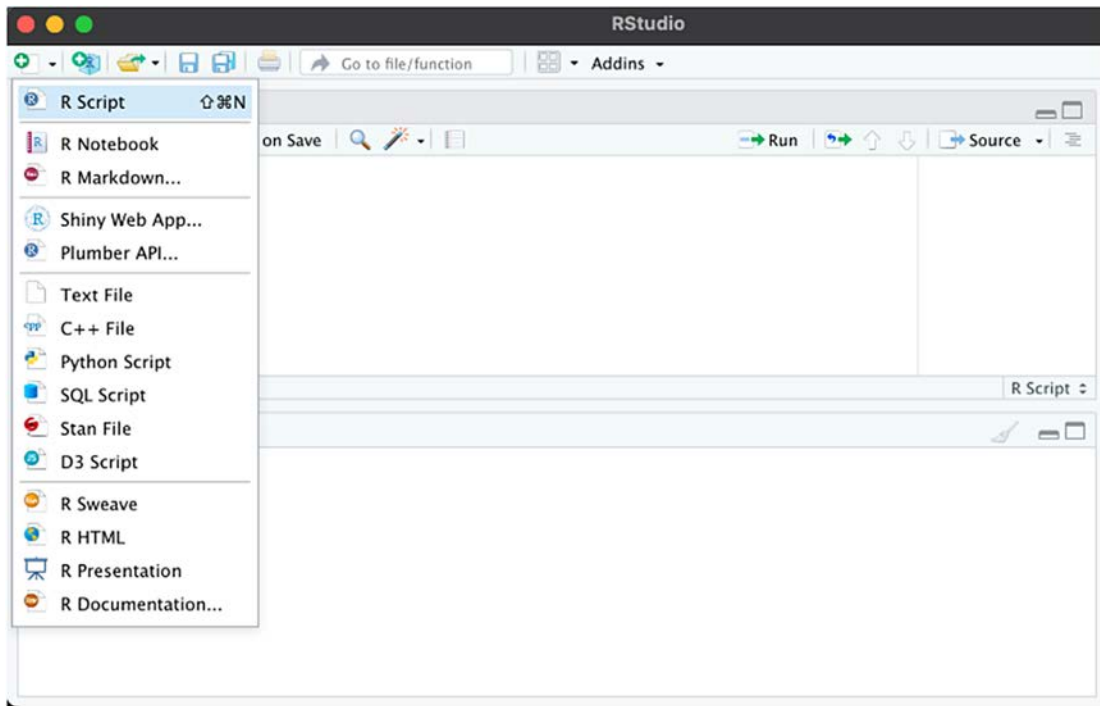 RStudio
Go to file/function Addins
R Script ⇧⌘N
on Save Run Source
R Notebook
R Markdown...
Shiny Web App...
Plumber API...
Text File
C++ File
Python Script
SQL Script
R Script
Stan File
D3 Script
R Sweave
R HTML
R Presentation
R Documentation...